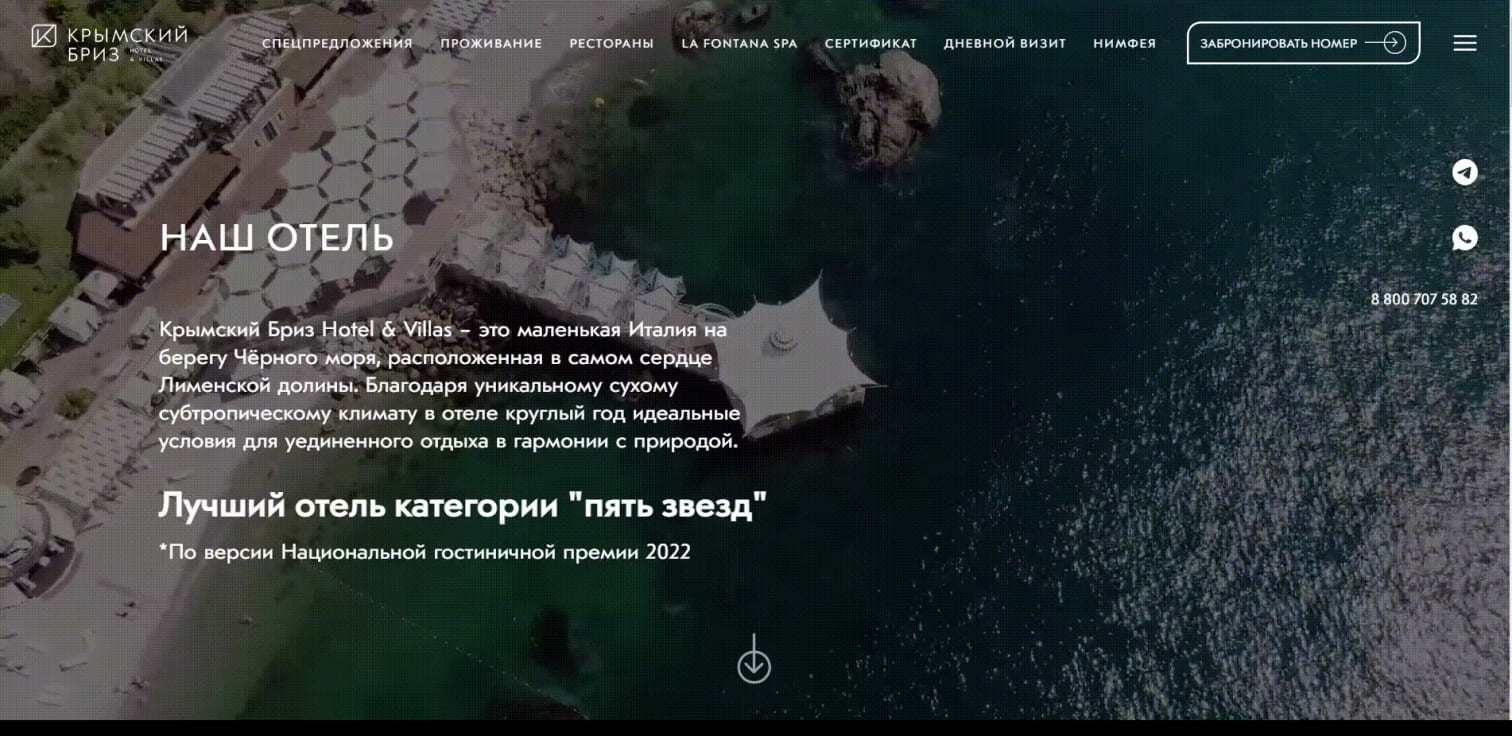 КРЫМСКИЙ
БРИЗ HOTEL & VILLAS
СПЕЦПРЕДЛОЖЕНИЯ ПРОЖИВАНИЕ РЕСТОРАНЫ LA FONTANA SPA СЕРТИФИКАТ ДНЕВНОЙ ВИЗИТ НИМФЕЯ ЗАБРОНИРОВАТЬ НОМЕР
8 800 707 58 82
НАШ ОТЕЛЬ
Крымский Бриз Hotel & Villas – это маленькая Италия на
берегу Чёрного моря, расположенная в самом сердце
Лименской долины. Благодаря уникальному сухому
субтропическому климату в отеле круглый год идеальные
условия для уединенного отдыха в гармонии с природой.
Лучший отель категории "пять звезд"
*По версии Национальной гостиничной премии 2022